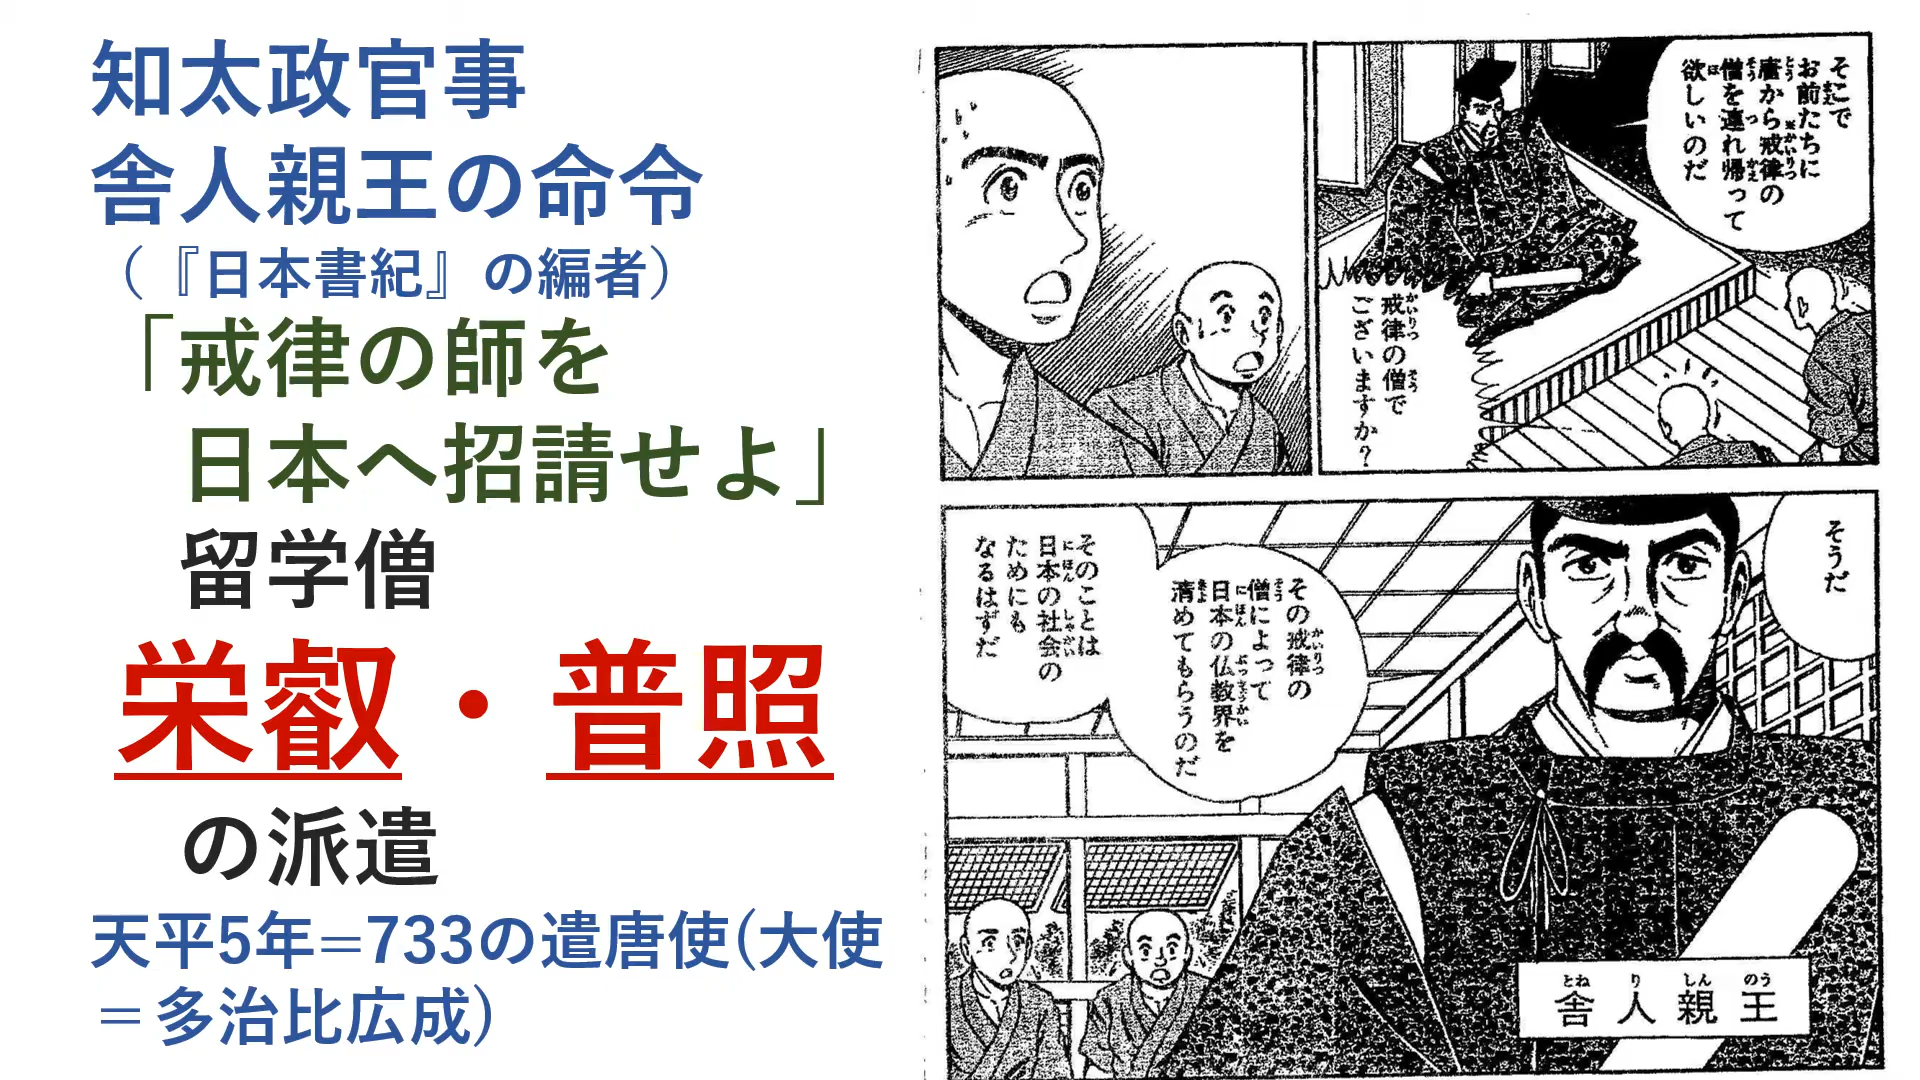 知太政官事
舎人親王の命令
（『日本書紀』の編者）
「戒律の師を
日本へ招請せよ」
留学僧
栄叡・普照
の派遣
天平5年＝733の遣唐使(大使
＝多治比広成)
そこで
お前たちに
唐から戒律の
僧を連れ帰って
欲しいのだ
戒律の僧で
ございますか？
そうだ
その戒律の
僧によって
日本の仏教界を
清めてもらうのだ
そのことは
日本の社会の
ためにも
なるはずだ
舎人親王
とねりしんのう